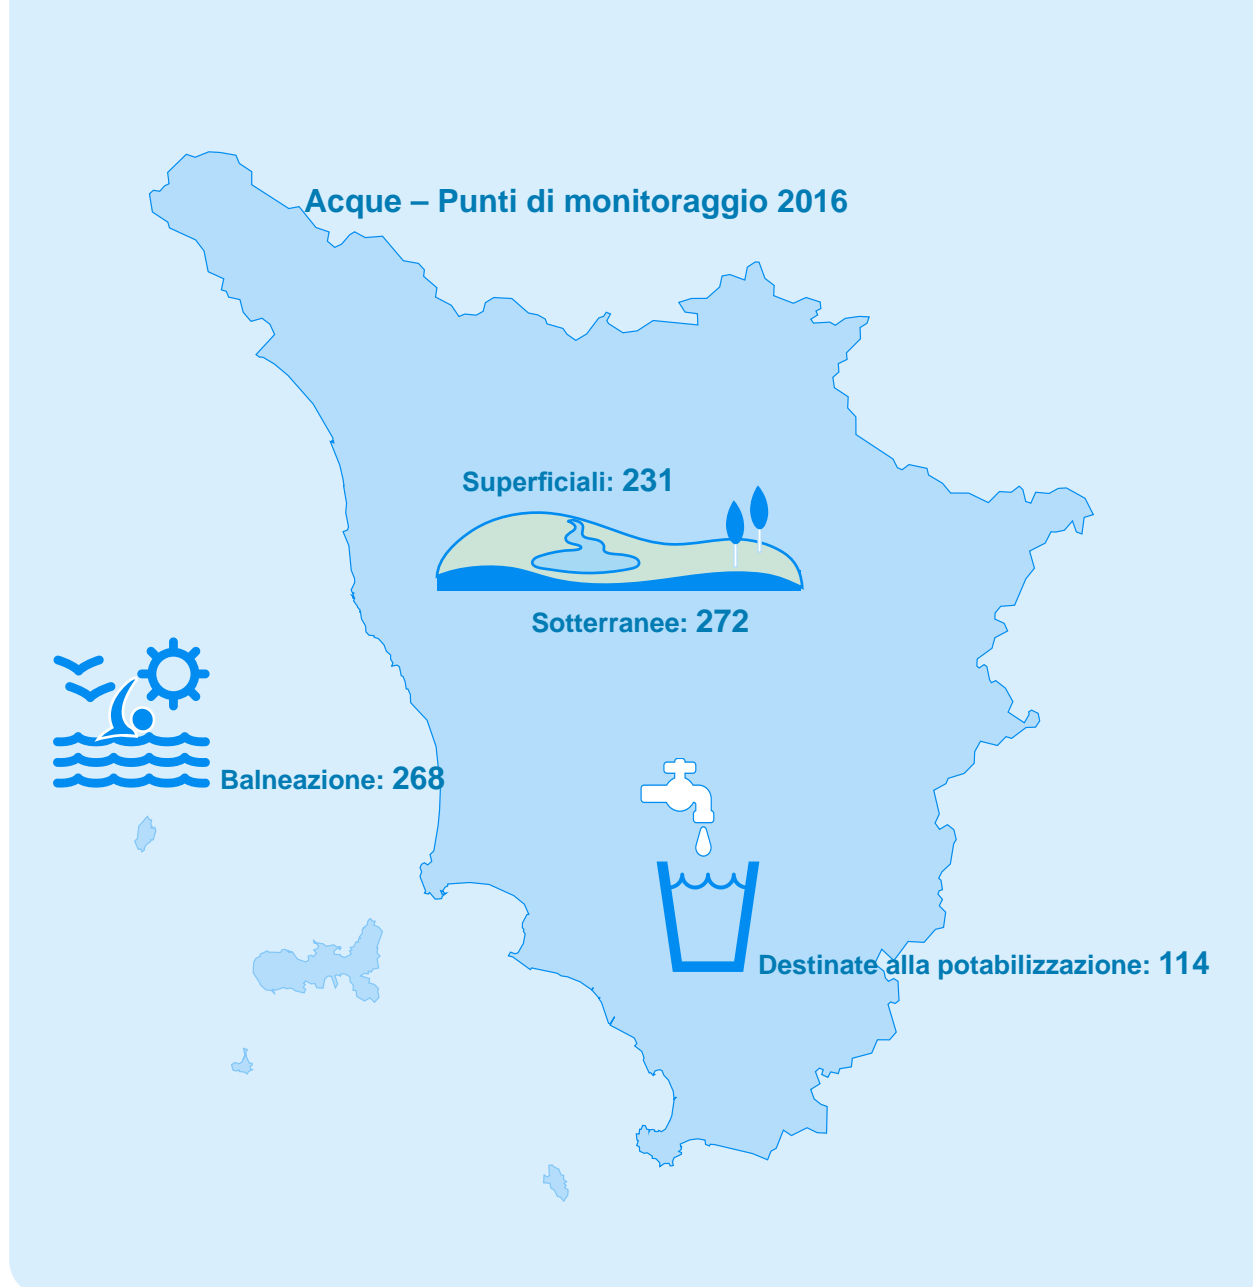 Acque – Punti di monitoraggio 2016
Superficiali: 231
Sotterranee: 272
Balneazione: 268
Destinate alla potabilizzazione: 114